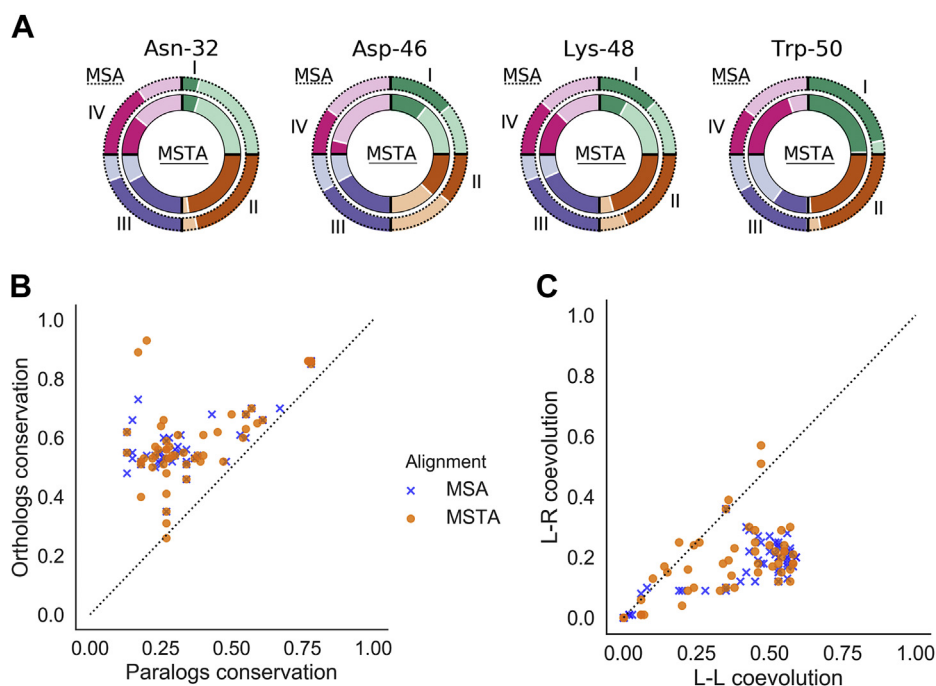 A
Asn-32 Asp-46 Lys-48 Trp-50
MSA I MSA I MSA I MSA I
IV IV IV IV
MSTA MSTA MSTA MSTA
III II III II III II III II
B
Orthologs conservation
1.0
0.8
0.6
0.4
0.2
0.0
0.00 0.25 0.50 0.75 1.00
Paralogs conservation
Alignment
MSA
MSTA
C
L-R coevolution
1.0
0.8
0.6
0.4
0.2
0.0
0.00 0.25 0.50 0.75 1.00
L-L coevolution